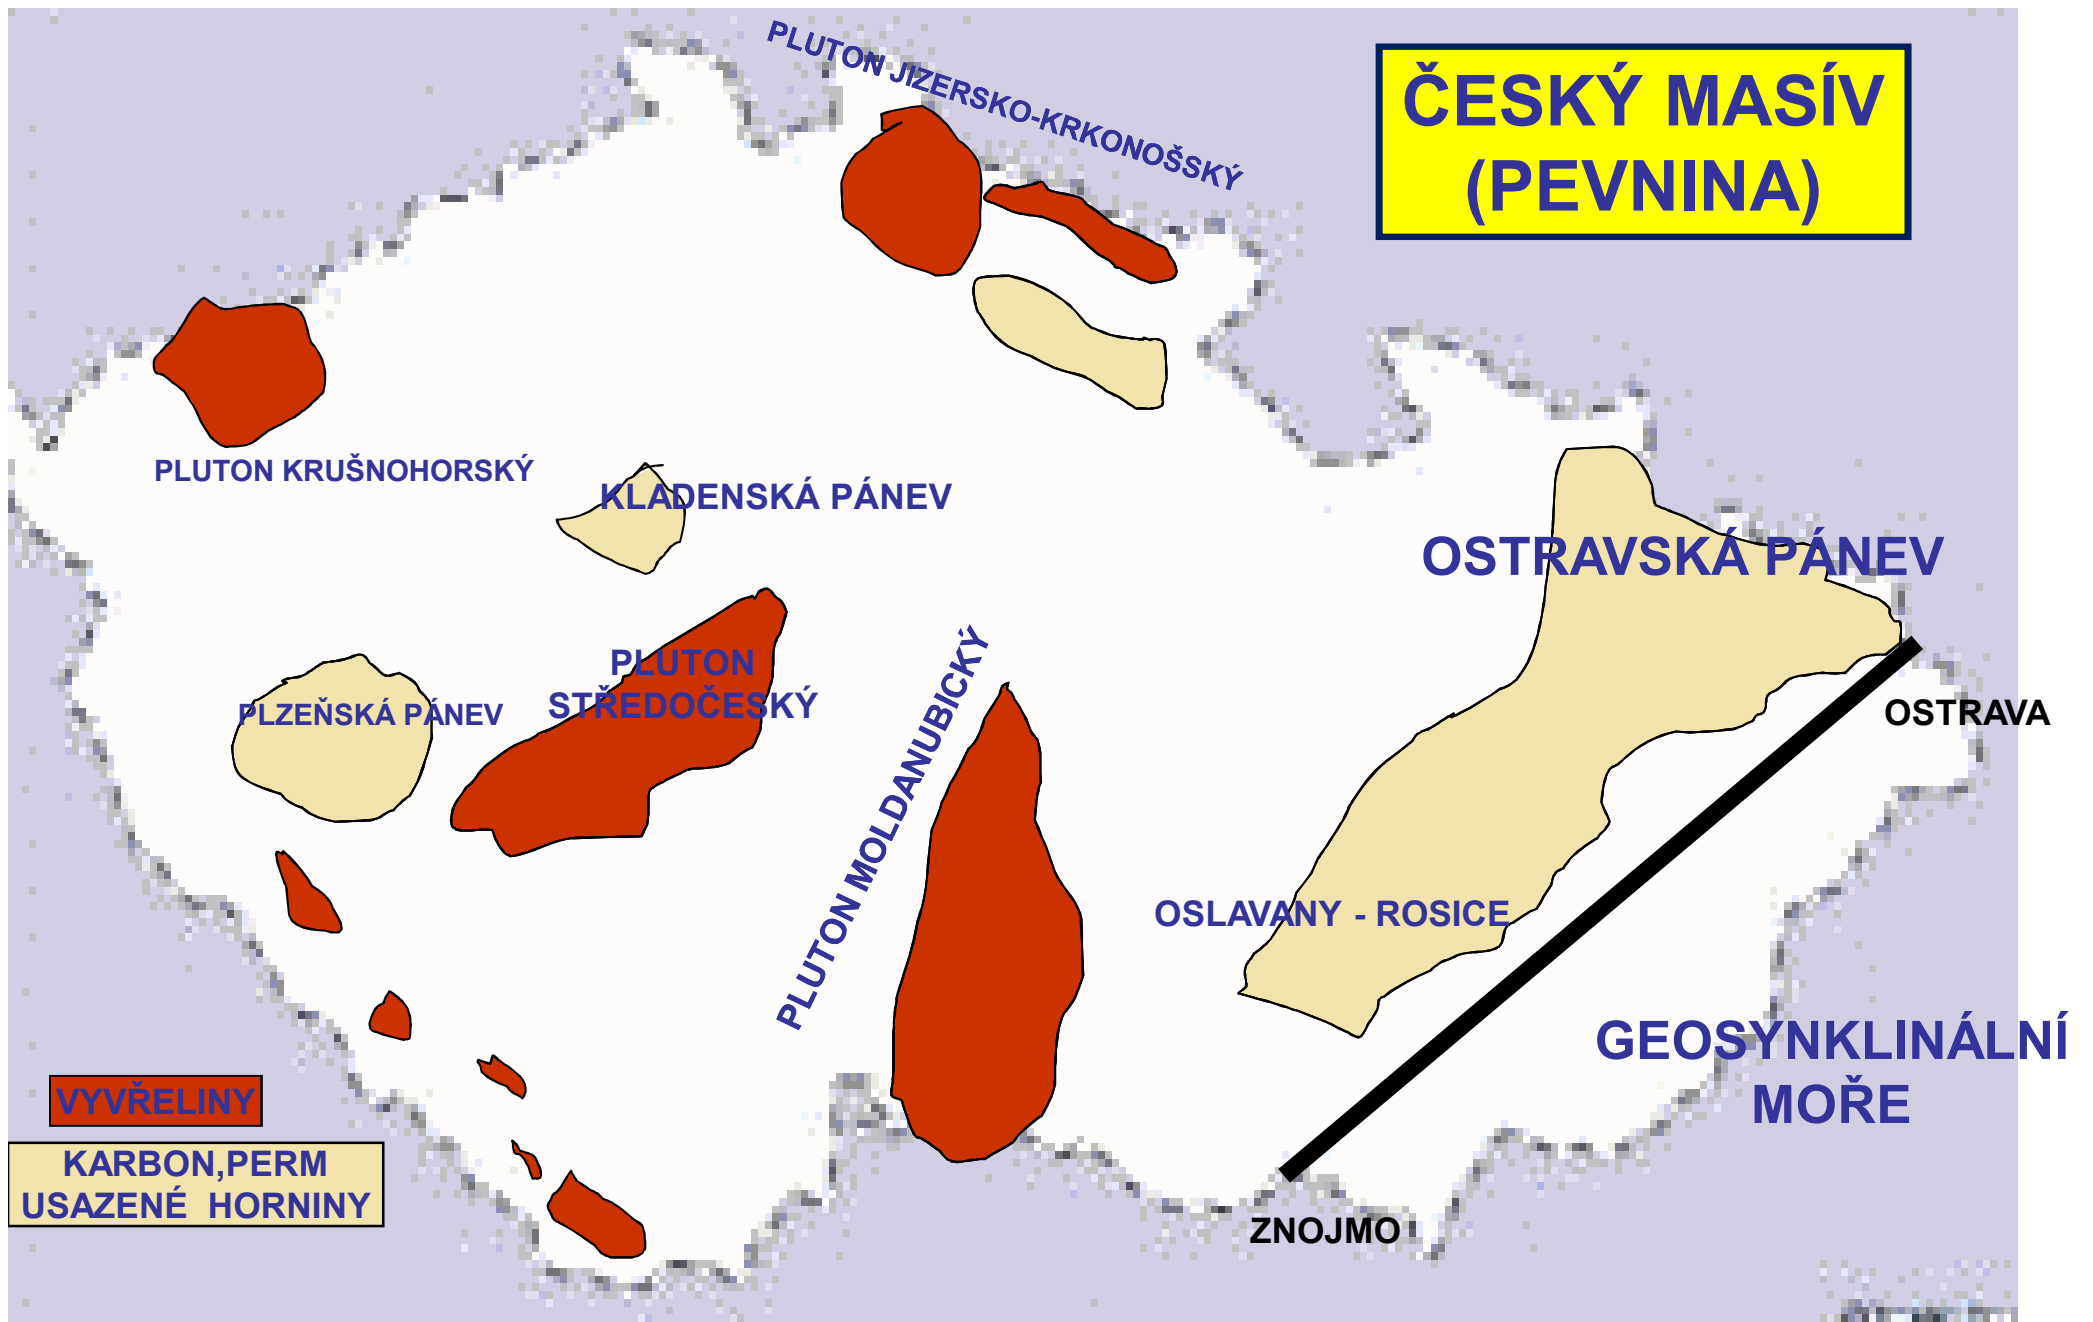 PLUTON JIZERSKO-KRKONOŠSKÝ
ČESKÝ MASÍV
(PEVNINA)
PLUTON KRUŠNOHORSKÝ
KLADENSKÁ PÁNEV
OSTRAVSKÁ PÁNEV
PLUTON
STŘEDOČESKÝ
PLZEŇSKÁ PÁNEV
PLUTON MOLDANUBICKÝ
OSTRAVA
OSLAVANY - ROSICE
GEOSYNKLINÁLNÍ
MOŘE
VYVŘELINY
KARBON,PERM
USAZENÉ HORNINY
ZNOJMO